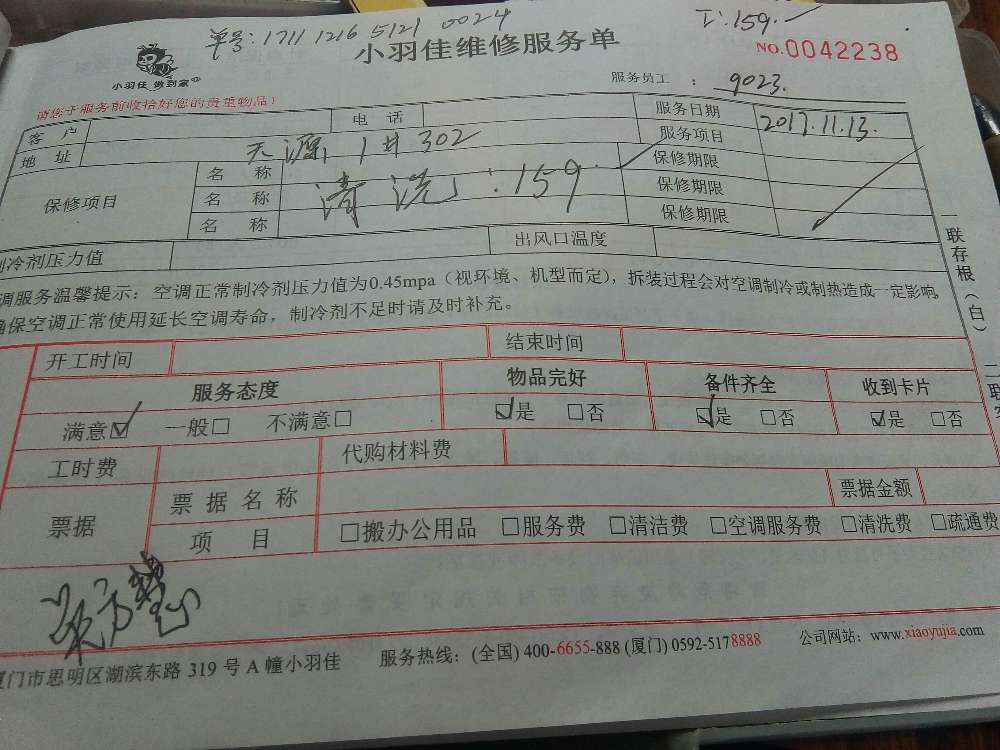 单号: 1711 1216 5121 0024
工:159.
小羽佳维修服务单
NO.0042238
小羽佳 做到家
服务员工 : 9023.
请您于服务前收拾好您的贵重物品!
客 户 电 话 服务日期 2017.11.13.
地 址 天源 1# 302 服务项目
保修项目 名 称 清洗: 159 保修期限
名 称 保修期限
名 称 保修期限
制冷剂压力值 出风口温度
调服务温馨提示: 空调正常制冷剂压力值为0.45mpa (视环境、机型而定), 拆装过程会对空调制冷或制热造成一定影响,
确保空调正常使用延长空调寿命, 制冷剂不足时请及时补充。
一联存根(白)
二联
开工时间 结束时间
服务态度 物品完好 备件齐全 收到卡片
满意☑ 一般□ 不满意□ ☑是 □否 ☑是 □否 ☑是 □否
工时费 代购材料费
票据 票据名称 票据金额
项 目 □搬办公用品 □服务费 □清洁费 □空调服务费 □清洗费 □疏通费
厦门市思明区湖滨东路 319 号 A 幢小羽佳 服务热线: (全国) 400-6655-888 (厦门) 0592-5178888 公司网站: www.xiaoyujia.com